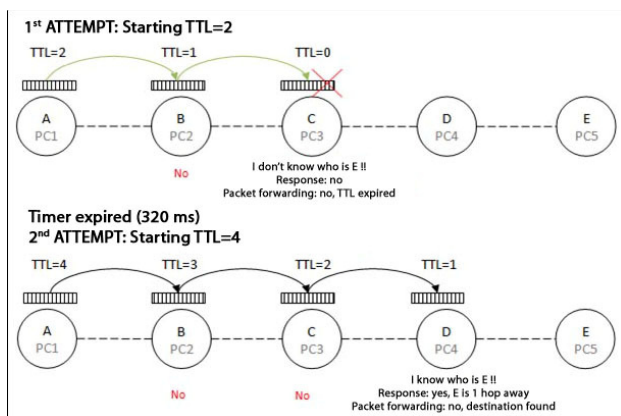 1st ATTEMPT: Starting TTL=2
TTL=2 TTL=1 TTL=0
A B C D E
PC1 PC2 PC3 PC4 PC5
No
I don't know who is E !!
Response: no
Packet forwarding: no, TTL expired
Timer expired (320 ms)
2nd ATTEMPT: Starting TTL=4
TTL=4 TTL=3 TTL=2 TTL=1
A B C D E
PC1 PC2 PC3 PC4 PC5
No No
I know who is E !!
Response: yes, E is 1 hop away
Packet forwarding: no, destination found